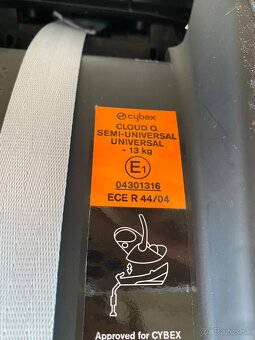 cybex
CLOUD Q
SEMI-UNIVERSAL
UNIVERSAL
- 13 kg
E1
04301316
ECE R 44/04
Approved for CYBEX